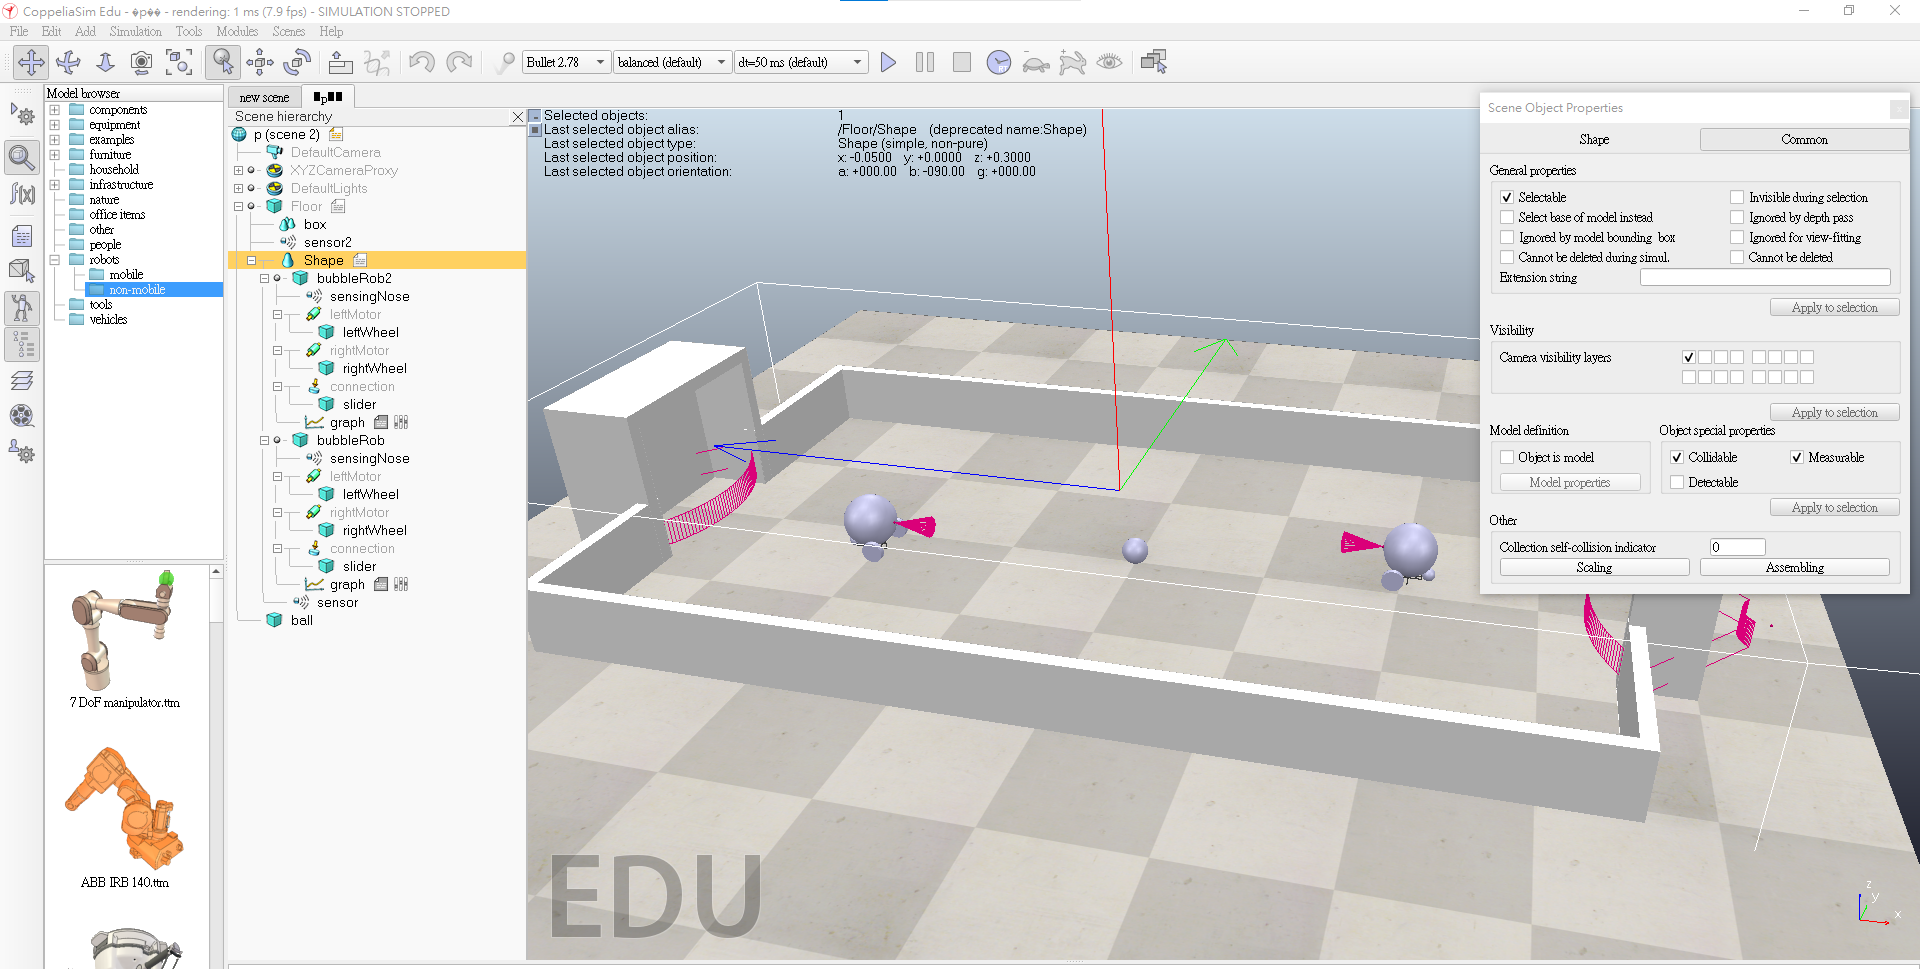 CoppeliaSim Edu - �p�� - rendering: 1 ms (7.9 fps) - SIMULATION STOPPED
File Edit Add Simulation Tools Modules Scenes Help
Bullet 2.78 balanced (default) dt=50 ms (default)
RT
f(x)
Model browser
components
equipment
examples
furniture
household
infrastructure
nature
office items
other
people
robots
mobile
non-mobile
tools
vehicles
7 DoF manipulator.ttm
ABB IRB 140.ttm
new scene
■p■■
Scene hierarchy
p (scene 2)
DefaultCamera
XYZCameraProxy
DefaultLights
Floor
box
sensor2
Shape
bubbleRob2
sensingNose
leftMotor
leftWheel
rightMotor
rightWheel
connection
slider
graph
bubbleRob
sensingNose
leftMotor
leftWheel
rightMotor
rightWheel
connection
slider
graph
sensor
ball
Selected objects: 1
Last selected object alias: /Floor/Shape (deprecated name:Shape)
Last selected object type: Shape (simple, non-pure)
Last selected object position: x: -0.0500 y: +0.0000 z: +0.3000
Last selected object orientation: a: +000.00 b: -090.00 g: +000.00
EDU
z
y
x
Scene Object Properties
Shape Common
General properties
Selectable Invisible during selection
Select base of model instead Ignored by depth pass
Ignored by model bounding box Ignored for view-fitting
Cannot be deleted during simul. Cannot be deleted
Extension string
Apply to selection
Visibility
Camera visibility layers
Apply to selection
Model definition Object special properties
Object is model Collidable Measurable
Model properties Detectable
Apply to selection
Other
Collection self-collision indicator 0
Scaling Assembling